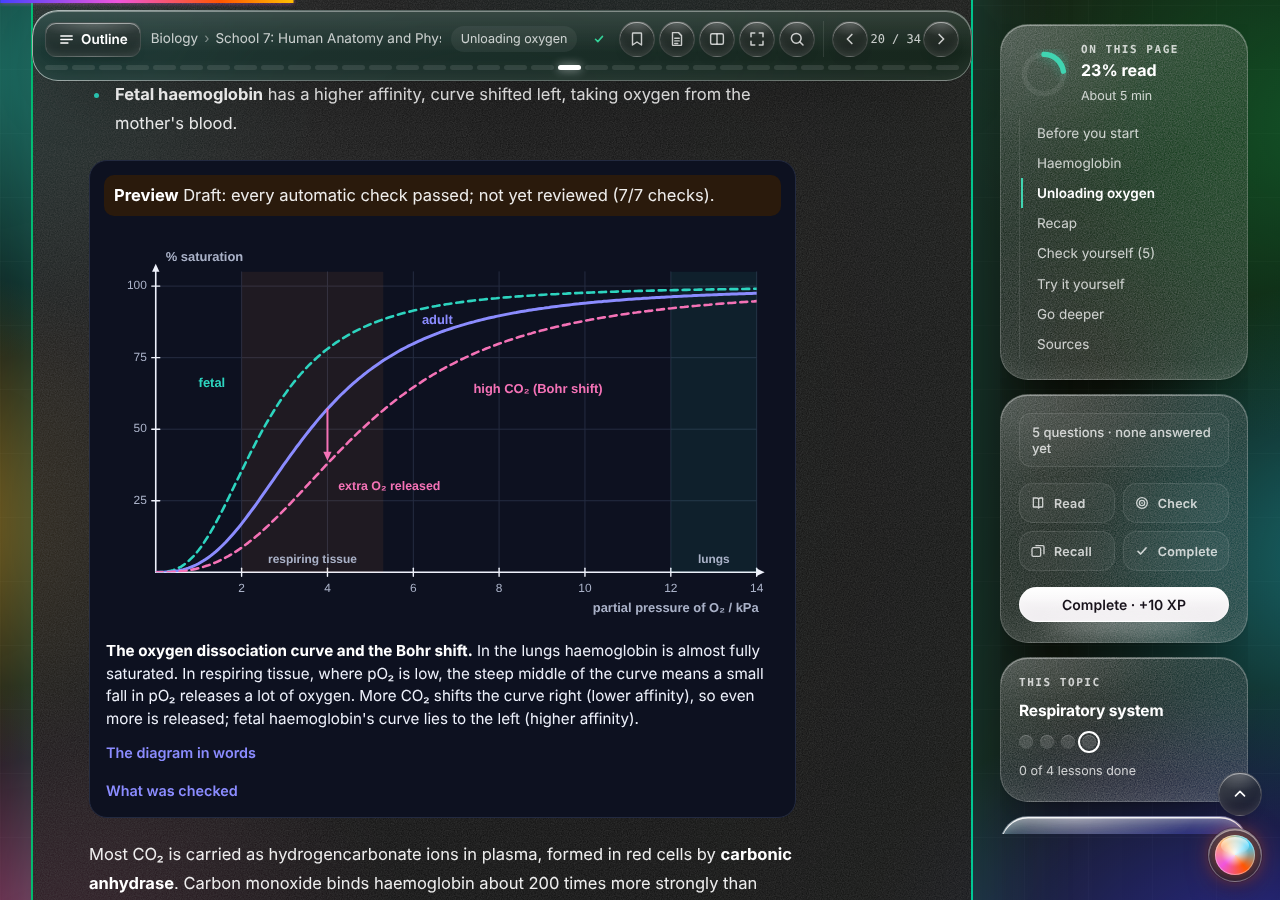 Outline
Biology › School 7: Human Anatomy and Phys
Unloading oxygen
20 / 34
Fetal haemoglobin has a higher affinity, curve shifted left, taking oxygen from the
mother's blood.
Preview Draft: every automatic check passed; not yet reviewed (7/7 checks).
% saturation
100
75
50
25
fetal
adult
high CO₂ (Bohr shift)
extra O₂ released
respiring tissue
lungs
2
4
6
8
10
12
14
partial pressure of O₂ / kPa
The oxygen dissociation curve and the Bohr shift. In the lungs haemoglobin is almost fully
saturated. In respiring tissue, where pO₂ is low, the steep middle of the curve means a small
fall in pO₂ releases a lot of oxygen. More CO₂ shifts the curve right (lower affinity), so even
more is released; fetal haemoglobin's curve lies to the left (higher affinity).
The diagram in words
What was checked
Most CO₂ is carried as hydrogencarbonate ions in plasma, formed in red cells by carbonic
anhydrase. Carbon monoxide binds haemoglobin about 200 times more strongly than
ON THIS PAGE
23% read
About 5 min
Before you start
Haemoglobin
Unloading oxygen
Recap
Check yourself (5)
Try it yourself
Go deeper
Sources
5 questions · none answered
yet
Read
Check
Recall
Complete
Complete · +10 XP
THIS TOPIC
Respiratory system
0 of 4 lessons done